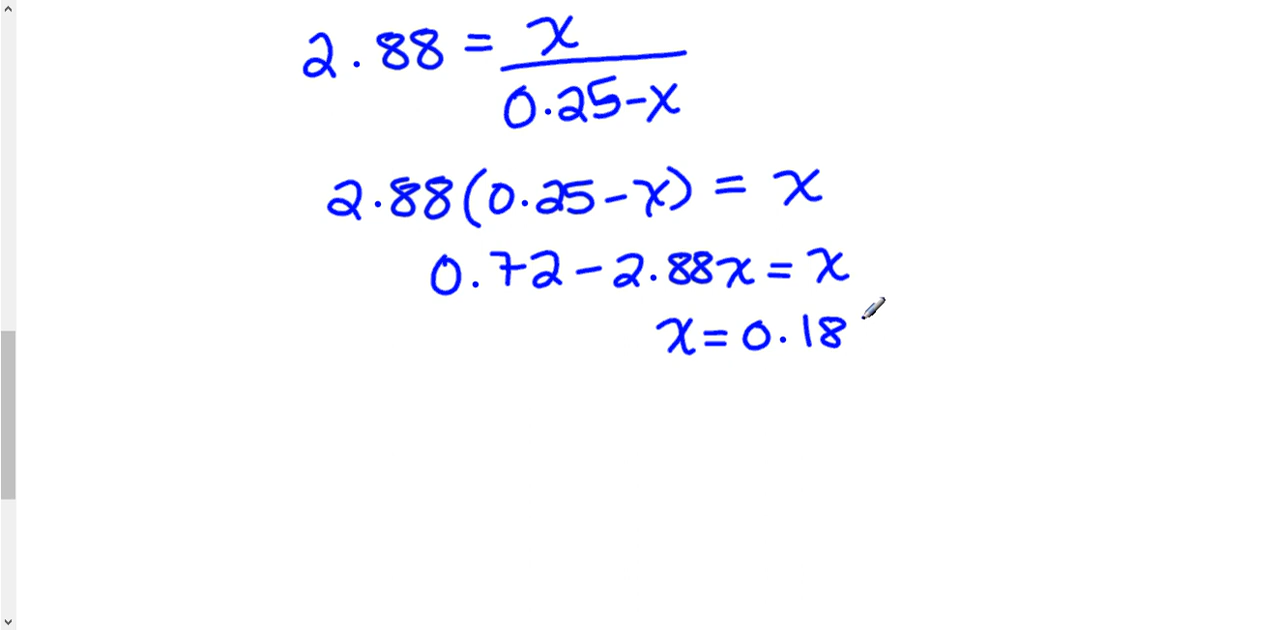 2.88 = x / (0.25-x)
2.88(0.25-x) = x
0.72-2.88x = x
x=0.18